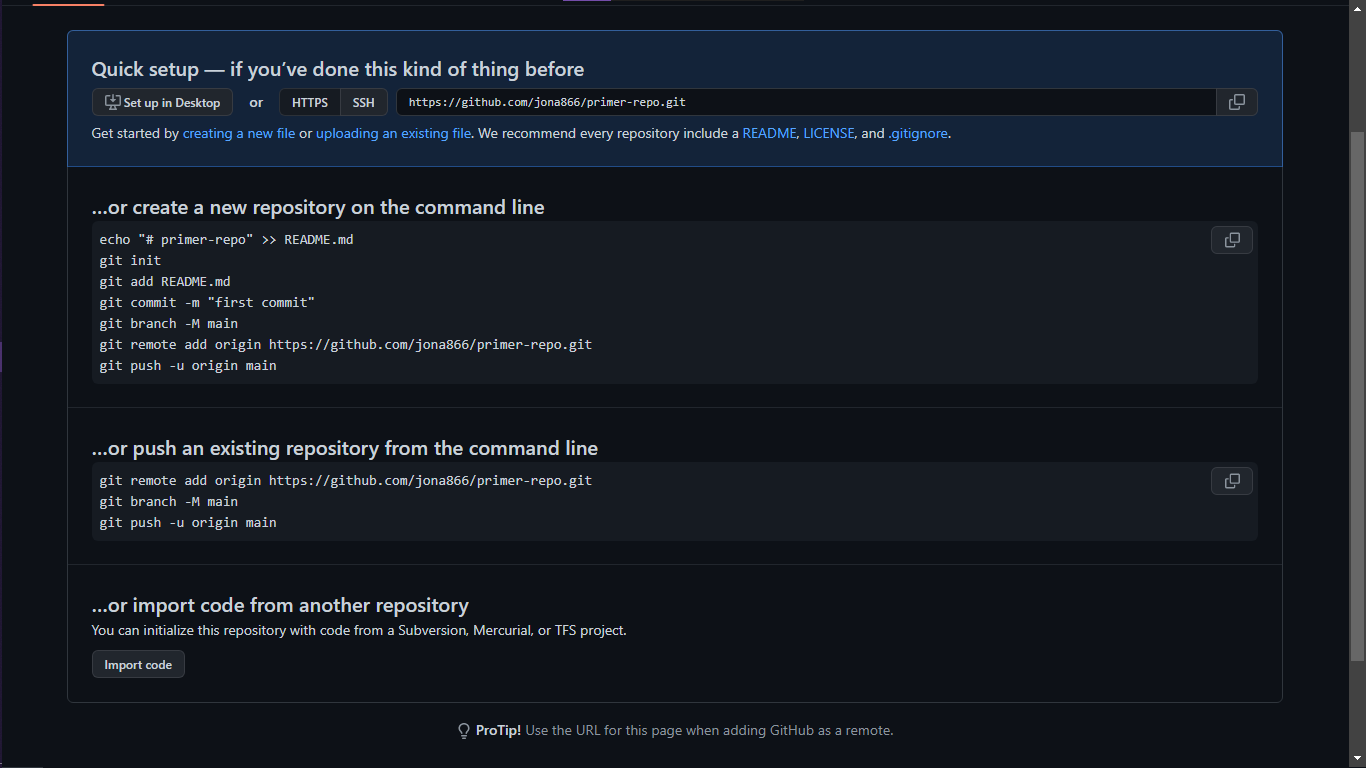 Quick setup — if you’ve done this kind of thing before
Set up in Desktop or HTTPS SSH https://github.com/jona866/primer-repo.git
Get started by creating a new file or uploading an existing file. We recommend every repository include a README, LICENSE, and .gitignore.
…or create a new repository on the command line
echo "# primer-repo" >> README.md
git init
git add README.md
git commit -m "first commit"
git branch -M main
git remote add origin https://github.com/jona866/primer-repo.git
git push -u origin main
…or push an existing repository from the command line
git remote add origin https://github.com/jona866/primer-repo.git
git branch -M main
git push -u origin main
…or import code from another repository
You can initialize this repository with code from a Subversion, Mercurial, or TFS project.
Import code
ProTip! Use the URL for this page when adding GitHub as a remote.